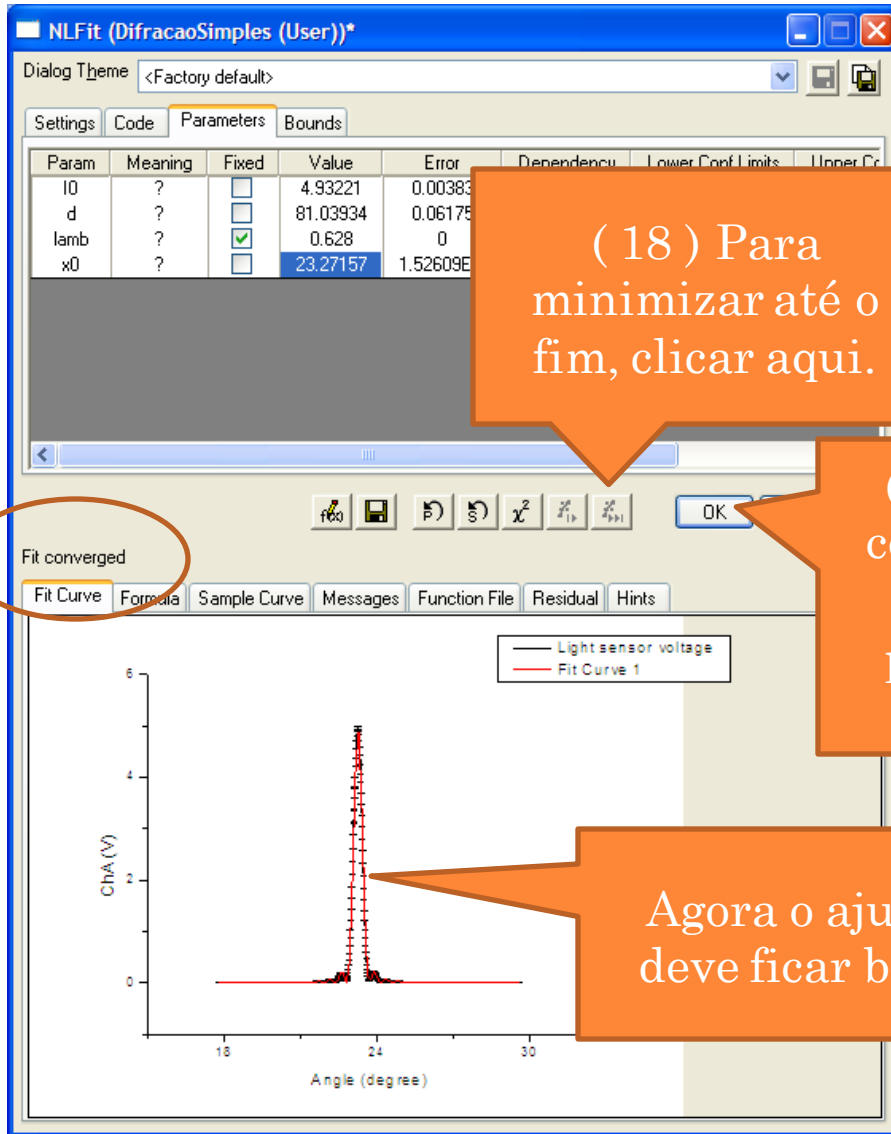 NLFit (DifracaoSimples (User))*
Dialog Theme <Factory default>
Settings Code Parameters Bounds
Param Meaning Fixed Value Error Dependency Lower Conf Limits
I0 ? 4.93221 0.00383
d ? 81.03934 0.06175
lamb ? 0.628 0
x0 ? 23.27157 1.52609E
( 18 ) Para
minimizar até o
fim, clicar aqui.
OK
Fit converged
Fit Curve Formula Sample Curve Messages Function File Residual Hints
Light sensor voltage
Fit Curve 1
6
4
2
0
ChA (V)
18 24 30
Angle (degree)
Agora o
deve ficar